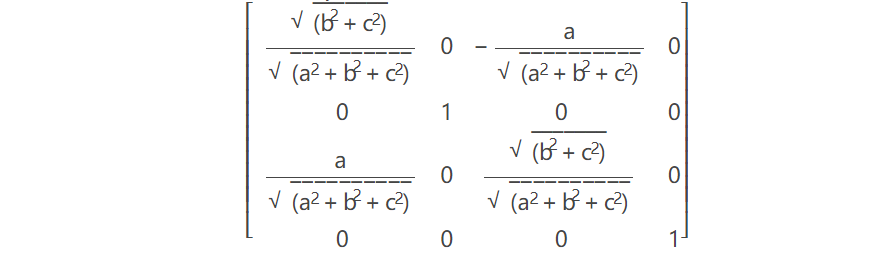 [ √(b² + c²) / √(a² + b² + c²)   0   − a / √(a² + b² + c²)   0 ]
[ 0   1   0   0 ]
[ a / √(a² + b² + c²)   0   √(b² + c²) / √(a² + b² + c²)   0 ]
[ 0   0   0   1 ]